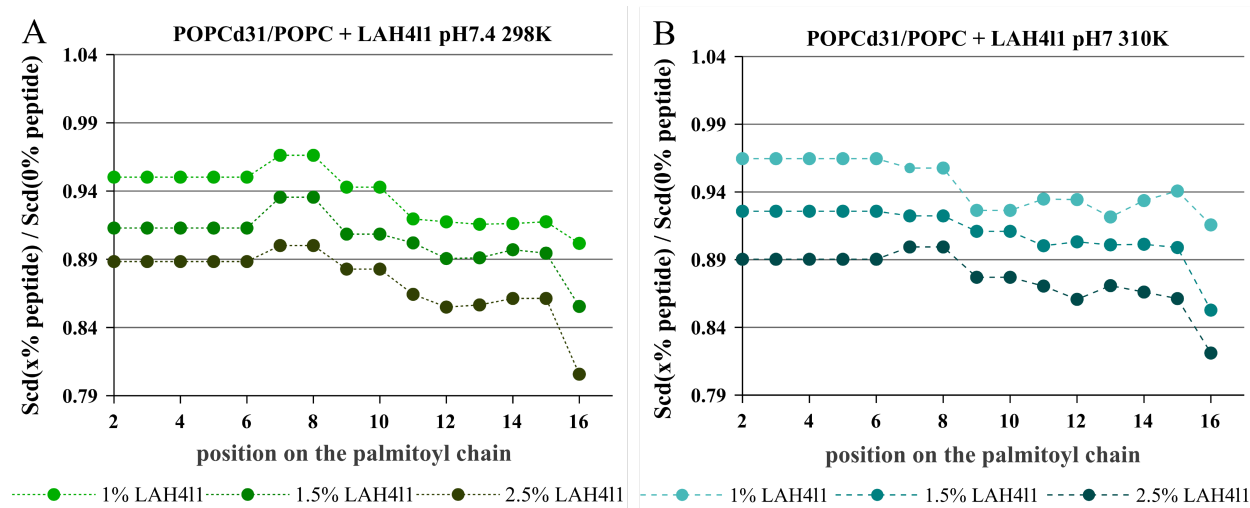 A
POPCd31/POPC + LAH4l1 pH7.4 298K
Scd(x% peptide) / Scd(0% peptide)
1.04
0.99
0.94
0.89
0.84
0.79
2 4 6 8 10 12 14 16
position on the palmitoyl chain
1% LAH4l1 1.5% LAH4l1 2.5% LAH4l1
B
POPCd31/POPC + LAH4l1 pH7 310K
Scd(x% peptide) / Scd(0% peptide)
1.04
0.99
0.94
0.89
0.84
0.79
2 4 6 8 10 12 14 16
position on the palmitoyl chain
1% LAH4l1 1.5% LAH4l1 2.5% LAH4l1